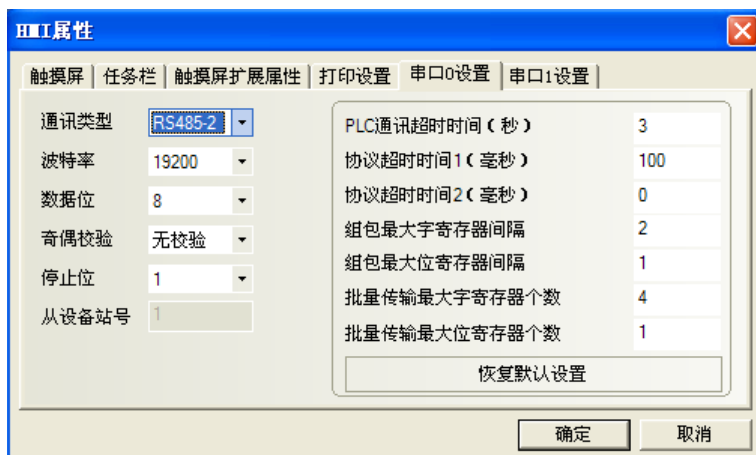 HMI属性
触摸屏 任务栏 触摸屏扩展属性 打印设置 串口0设置 串口1设置
通讯类型 RS485-2
波特率 19200
数据位 8
奇偶校验 无校验
停止位 1
从设备站号 1
PLC通讯超时时间(秒) 3
协议超时时间1(毫秒) 100
协议超时时间2(毫秒) 0
组包最大字寄存器间隔 2
组包最大位寄存器间隔 1
批量传输最大字寄存器个数 4
批量传输最大位寄存器个数 1
恢复默认设置
确定 取消